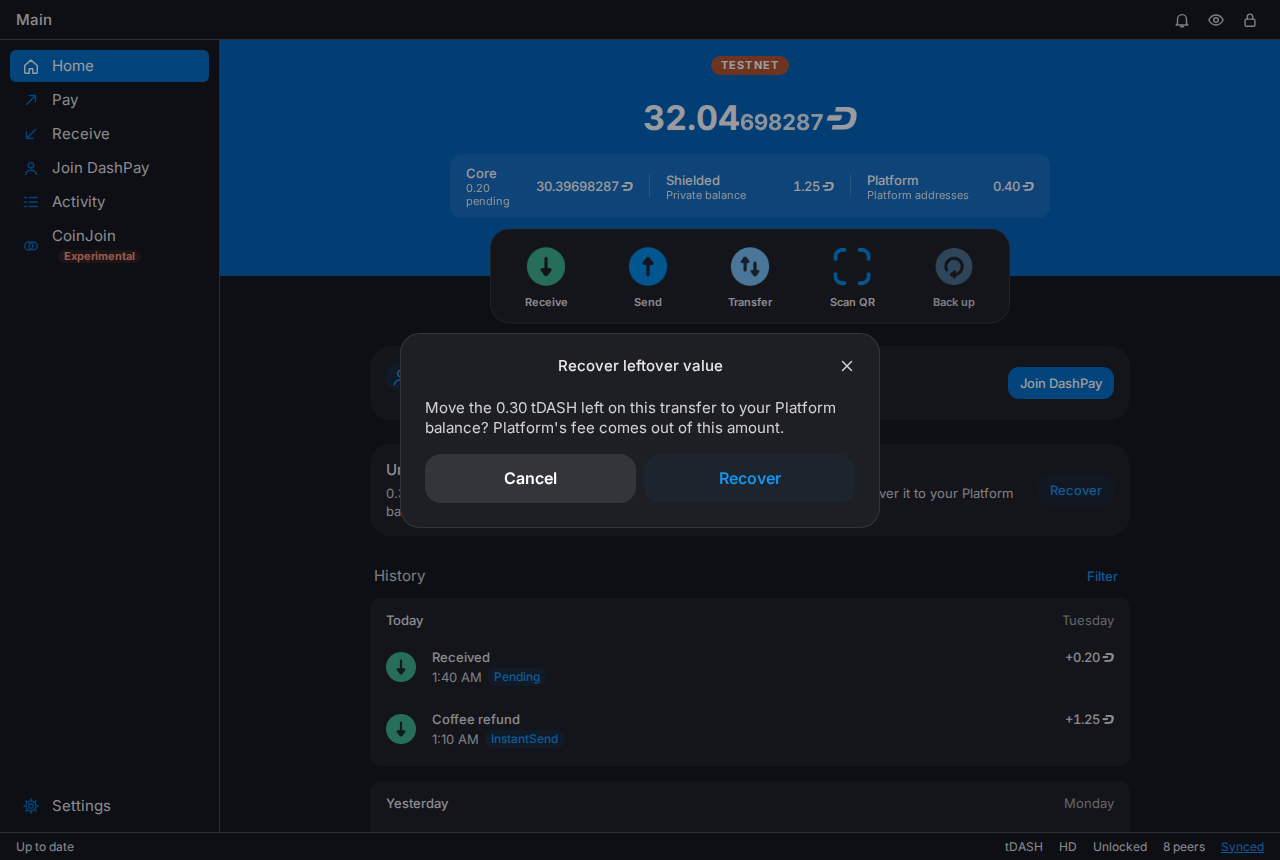 Main
Home
Pay
Receive
Join DashPay
Activity
CoinJoin
Experimental
Settings
TESTNET
32.04698287
Core
0.20
pending
30.39698287
Shielded
Private balance
1.25
Platform
Platform addresses
0.40
Receive
Send
Transfer
Scan QR
Back up
Join DashPay
Recover leftover value
Move the 0.30 tDASH left on this transfer to your Platform
balance? Platform's fee comes out of this amount.
Cancel
Recover
it to your Platform
Recover
History
Filter
Today
Tuesday
Received
+0.20
1:40 AM
Pending
Coffee refund
+1.25
1:10 AM
InstantSend
Yesterday
Monday
Up to date
tDASH
HD
Unlocked
8 peers
Synced